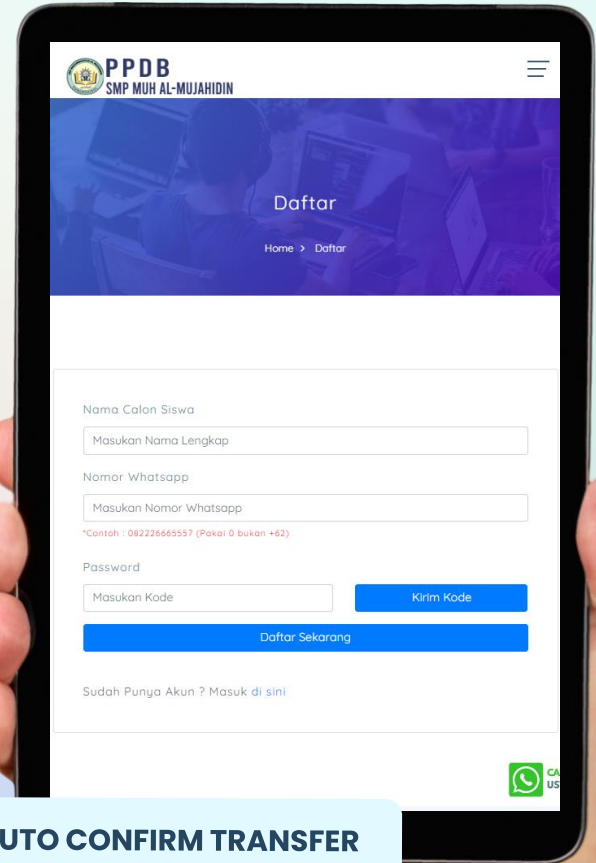 PPDB
SMP MUH AL-MUJAHIDIN
Daftar
Home > Daftar
Nama Calon Siswa
Masukan Nama Lengkap
Nomor Whatsapp
Masukan Nomor Whatsapp
*Contoh : 082226665557 (Pakai 0 bukan +62)
Password
Masukan Kode
Kirim Kode
Daftar Sekarang
Sudah Punya Akun ? Masuk di sini
CA
US
UTO CONFIRM TRANSFER